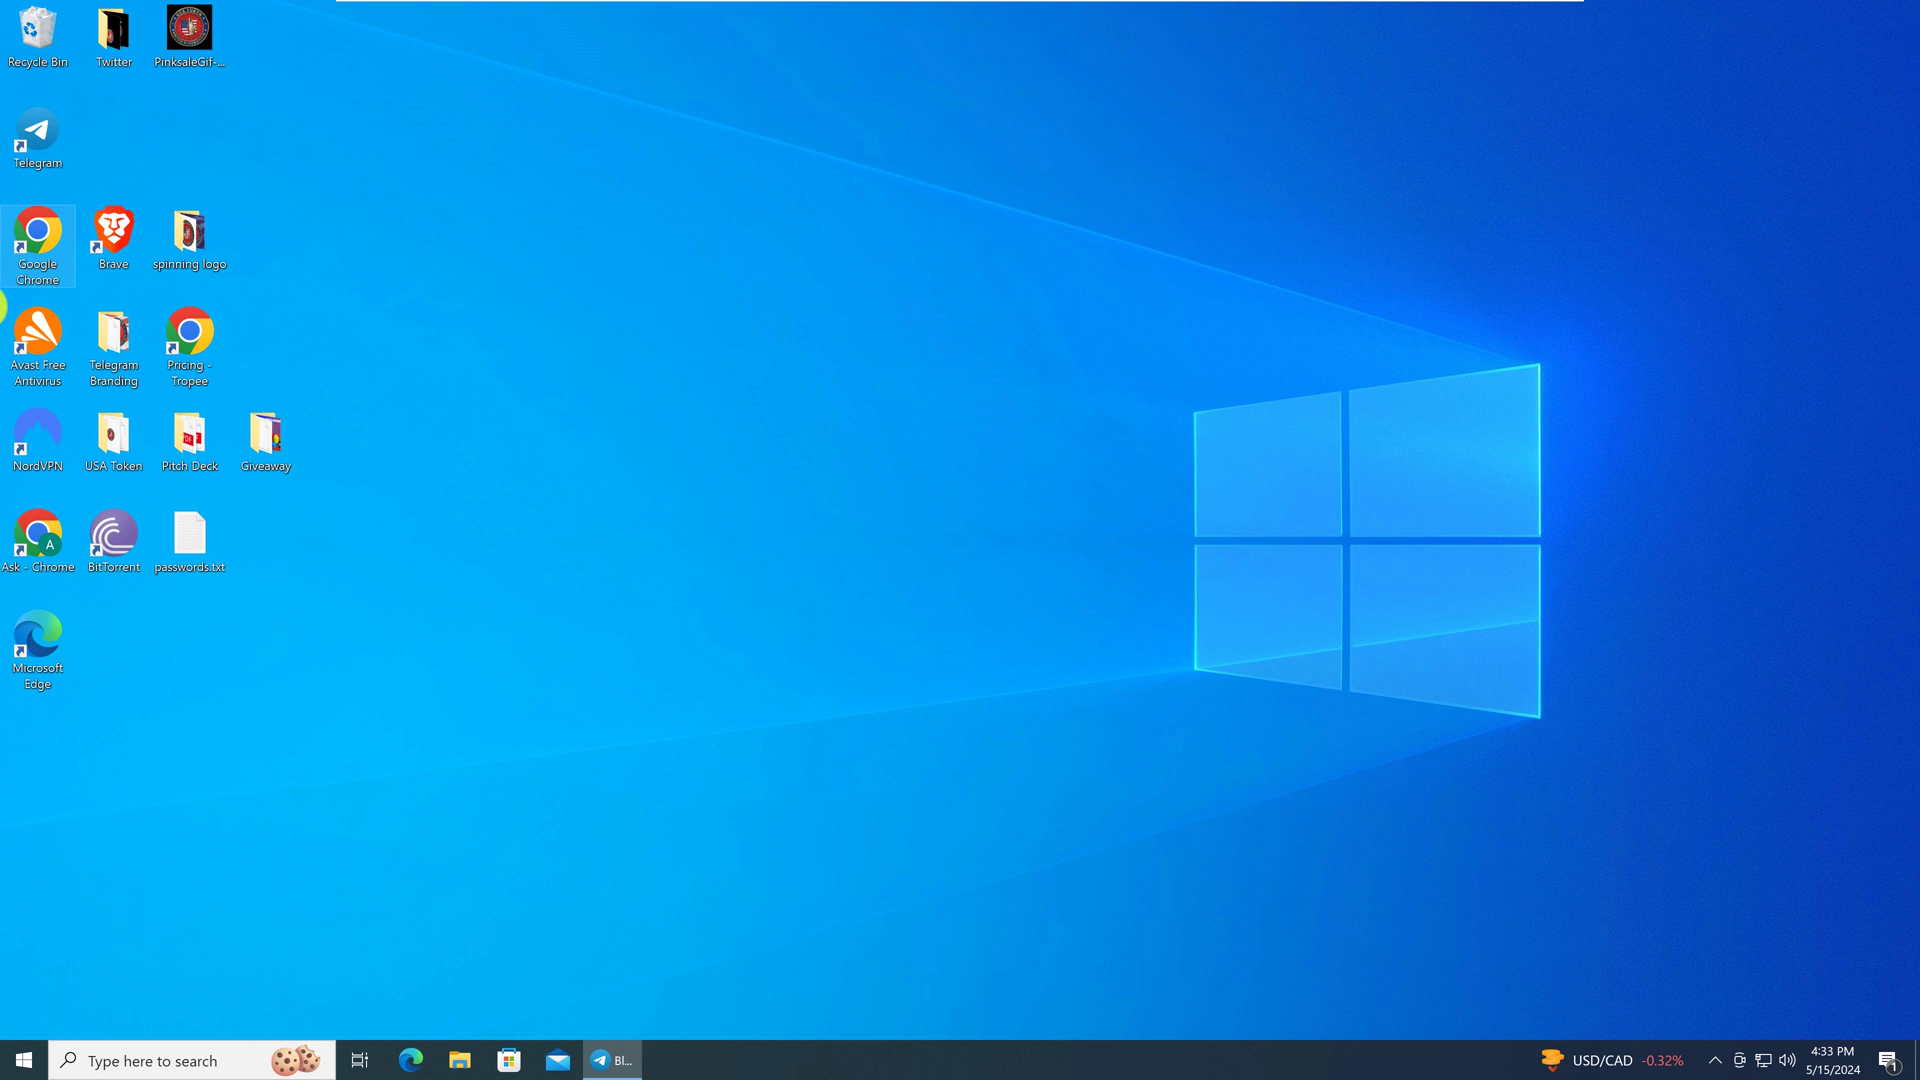 Recycle Bin
Twitter
PinksaleGif-...
Telegram
Google
Chrome
Brave
spinning logo
Avast Free
Antivirus
Telegram
Branding
Pricing -
Tropee
NordVPN
USA Token
Pitch Deck
Giveaway
A
Ask - Chrome
BitTorrent
passwords.txt
Microsoft
Edge
Type here to search
Bl...
USD/CAD -0.32%
4:33 PM
5/15/2024
1